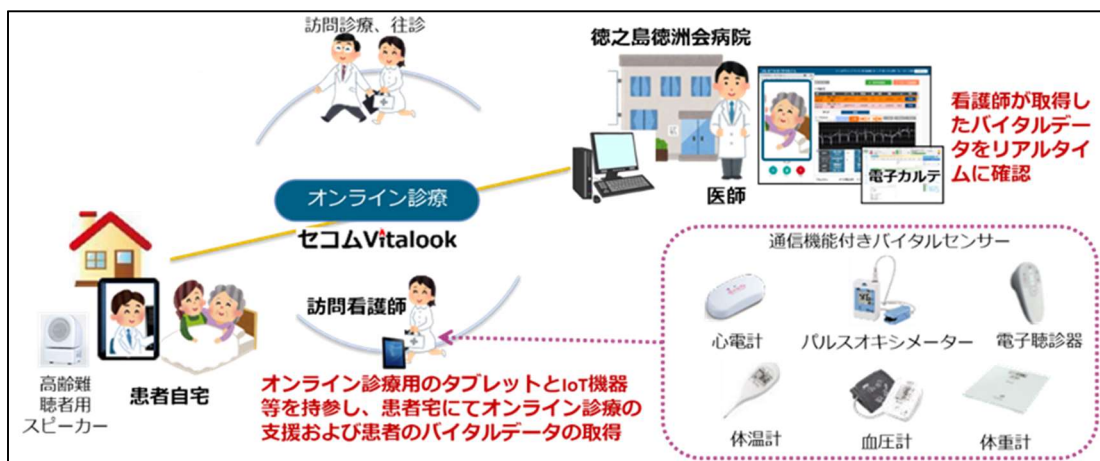 訪問診療、往診
徳之島徳洲会病院
看護師が取得し
たバイタルデー
タをリアルタイ
ムに確認
電子カルテ
医師
オンライン診療
セコムVitalook
通信機能付きバイタルセンサー
訪問看護師
心電計
パルスオキシメーター
電子聴診器
高齢難
聴者用
スピーカー
患者自宅
オンライン診療用のタブレットとIoT機器
等を持参し、患者宅にてオンライン診療の
支援および患者のバイタルデータの取得
体温計
血圧計
体重計